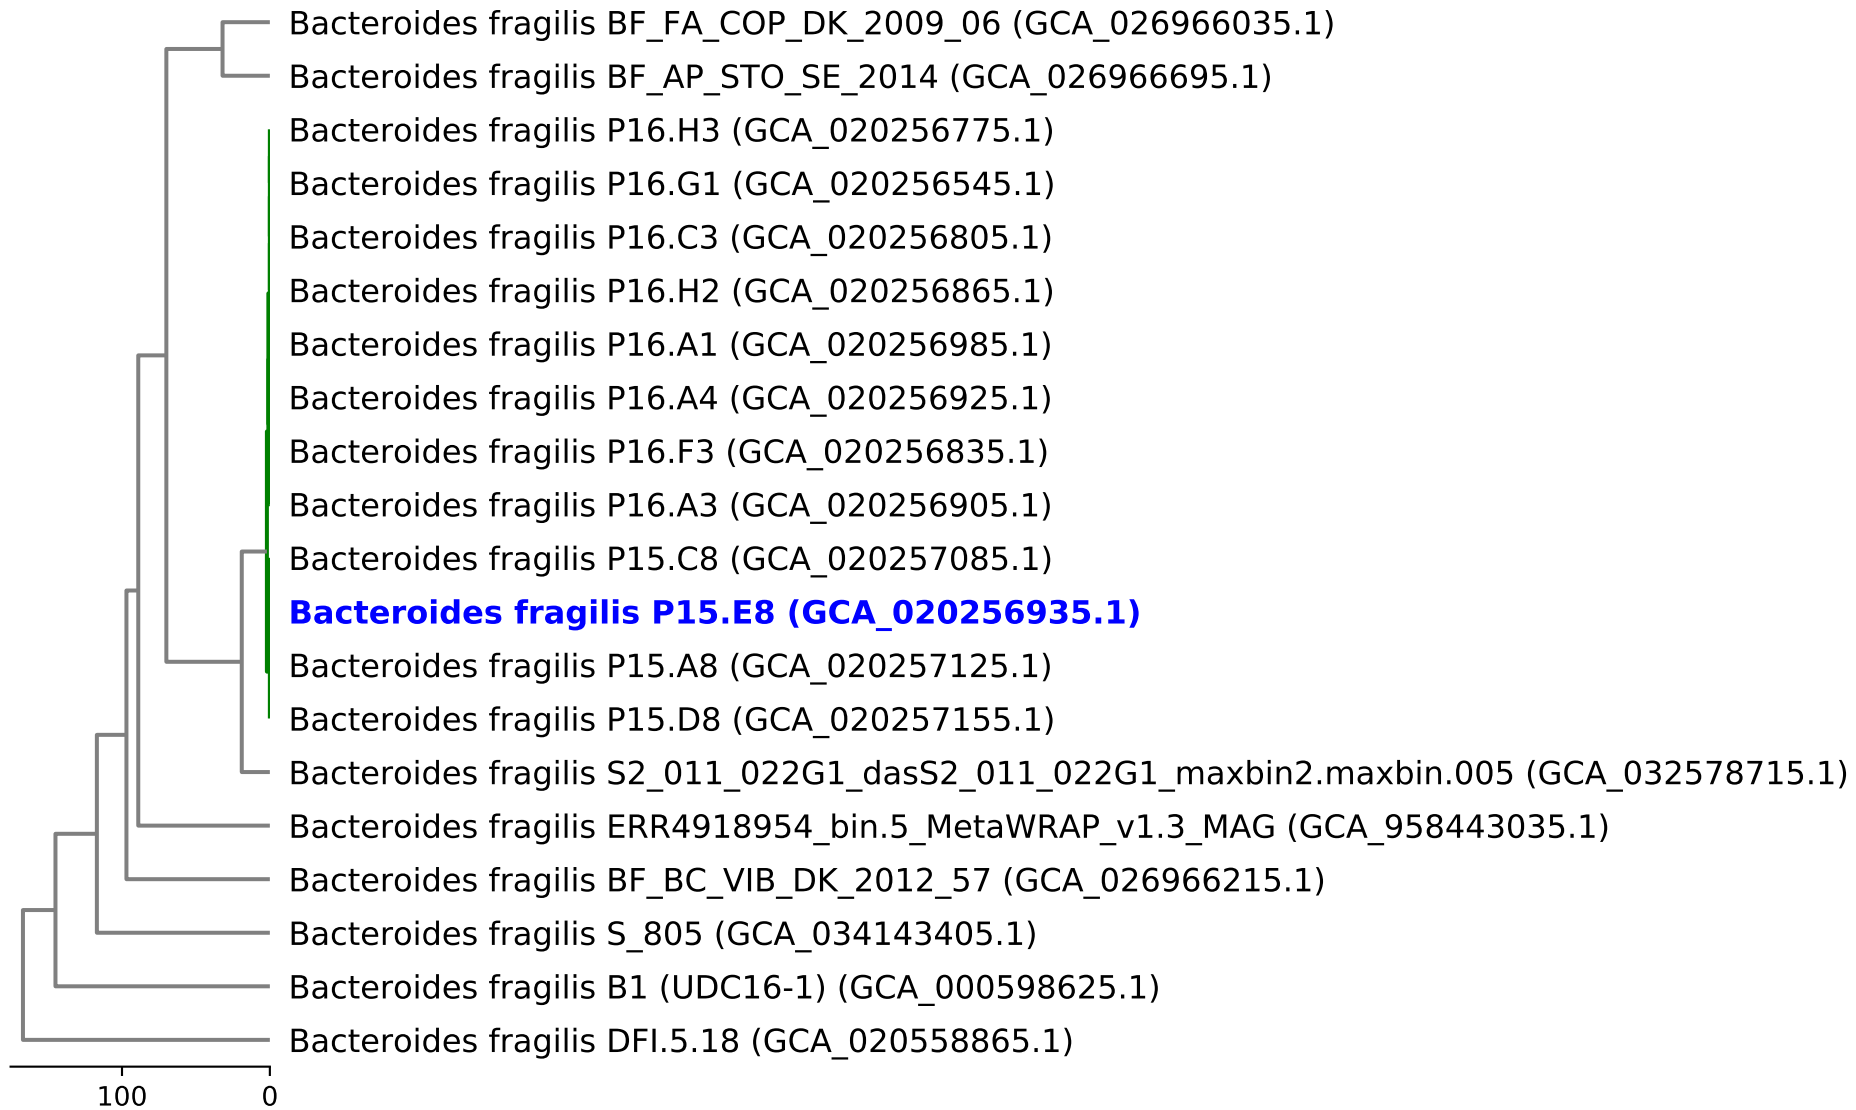 Bacteroides fragilis BF_FA_COP_DK_2009_06 (GCA_026966035.1)
Bacteroides fragilis BF_AP_STO_SE_2014 (GCA_026966695.1)
Bacteroides fragilis P16.H3 (GCA_020256775.1)
Bacteroides fragilis P16.G1 (GCA_020256545.1)
Bacteroides fragilis P16.C3 (GCA_020256805.1)
Bacteroides fragilis P16.H2 (GCA_020256865.1)
Bacteroides fragilis P16.A1 (GCA_020256985.1)
Bacteroides fragilis P16.A4 (GCA_020256925.1)
Bacteroides fragilis P16.F3 (GCA_020256835.1)
Bacteroides fragilis P16.A3 (GCA_020256905.1)
Bacteroides fragilis P15.C8 (GCA_020257085.1)
Bacteroides fragilis P15.E8 (GCA_020256935.1)
Bacteroides fragilis P15.A8 (GCA_020257125.1)
Bacteroides fragilis P15.D8 (GCA_020257155.1)
Bacteroides fragilis S2_011_022G1_dasS2_011_022G1_maxbin2.maxbin.005 (GCA_032578715.1)
Bacteroides fragilis ERR4918954_bin.5_MetaWRAP_v1.3_MAG (GCA_958443035.1)
Bacteroides fragilis BF_BC_VIB_DK_2012_57 (GCA_026966215.1)
Bacteroides fragilis S_805 (GCA_034143405.1)
Bacteroides fragilis B1 (UDC16-1) (GCA_000598625.1)
Bacteroides fragilis DFI.5.18 (GCA_020558865.1)
100 0